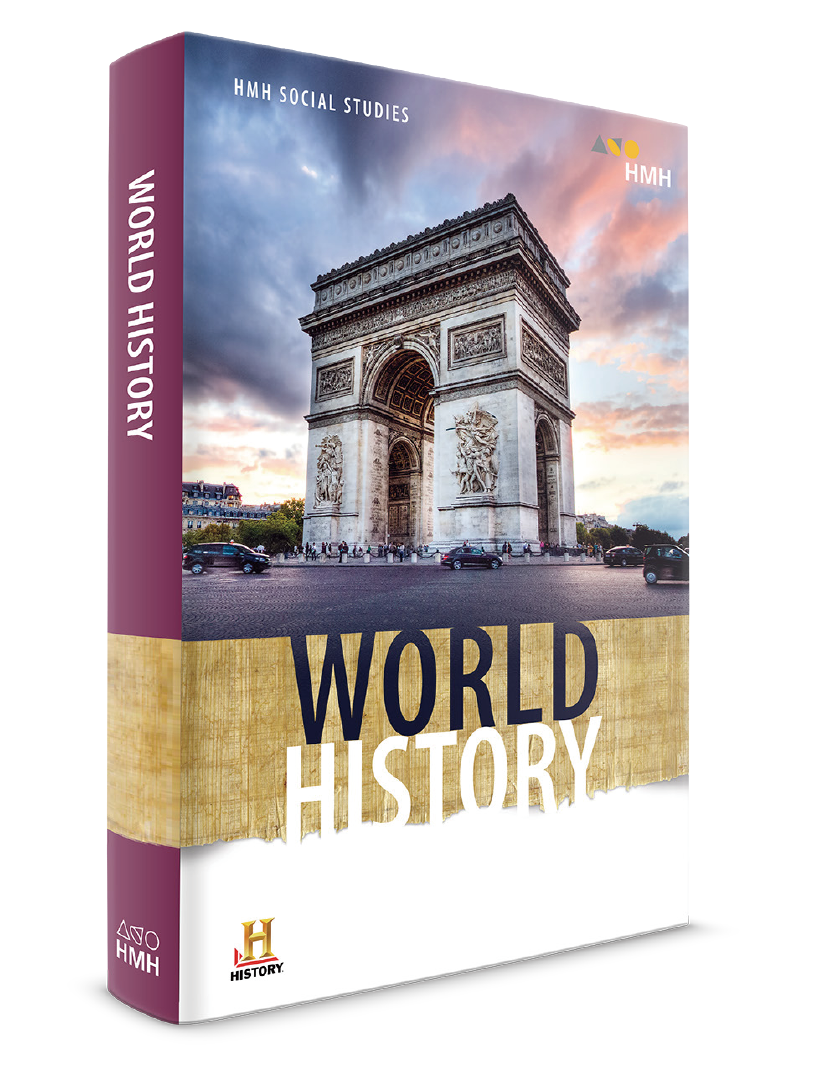 HMH SOCIAL STUDIES
HMH
WORLD HISTORY
WORLD
HISTORY
HMH
HISTORY